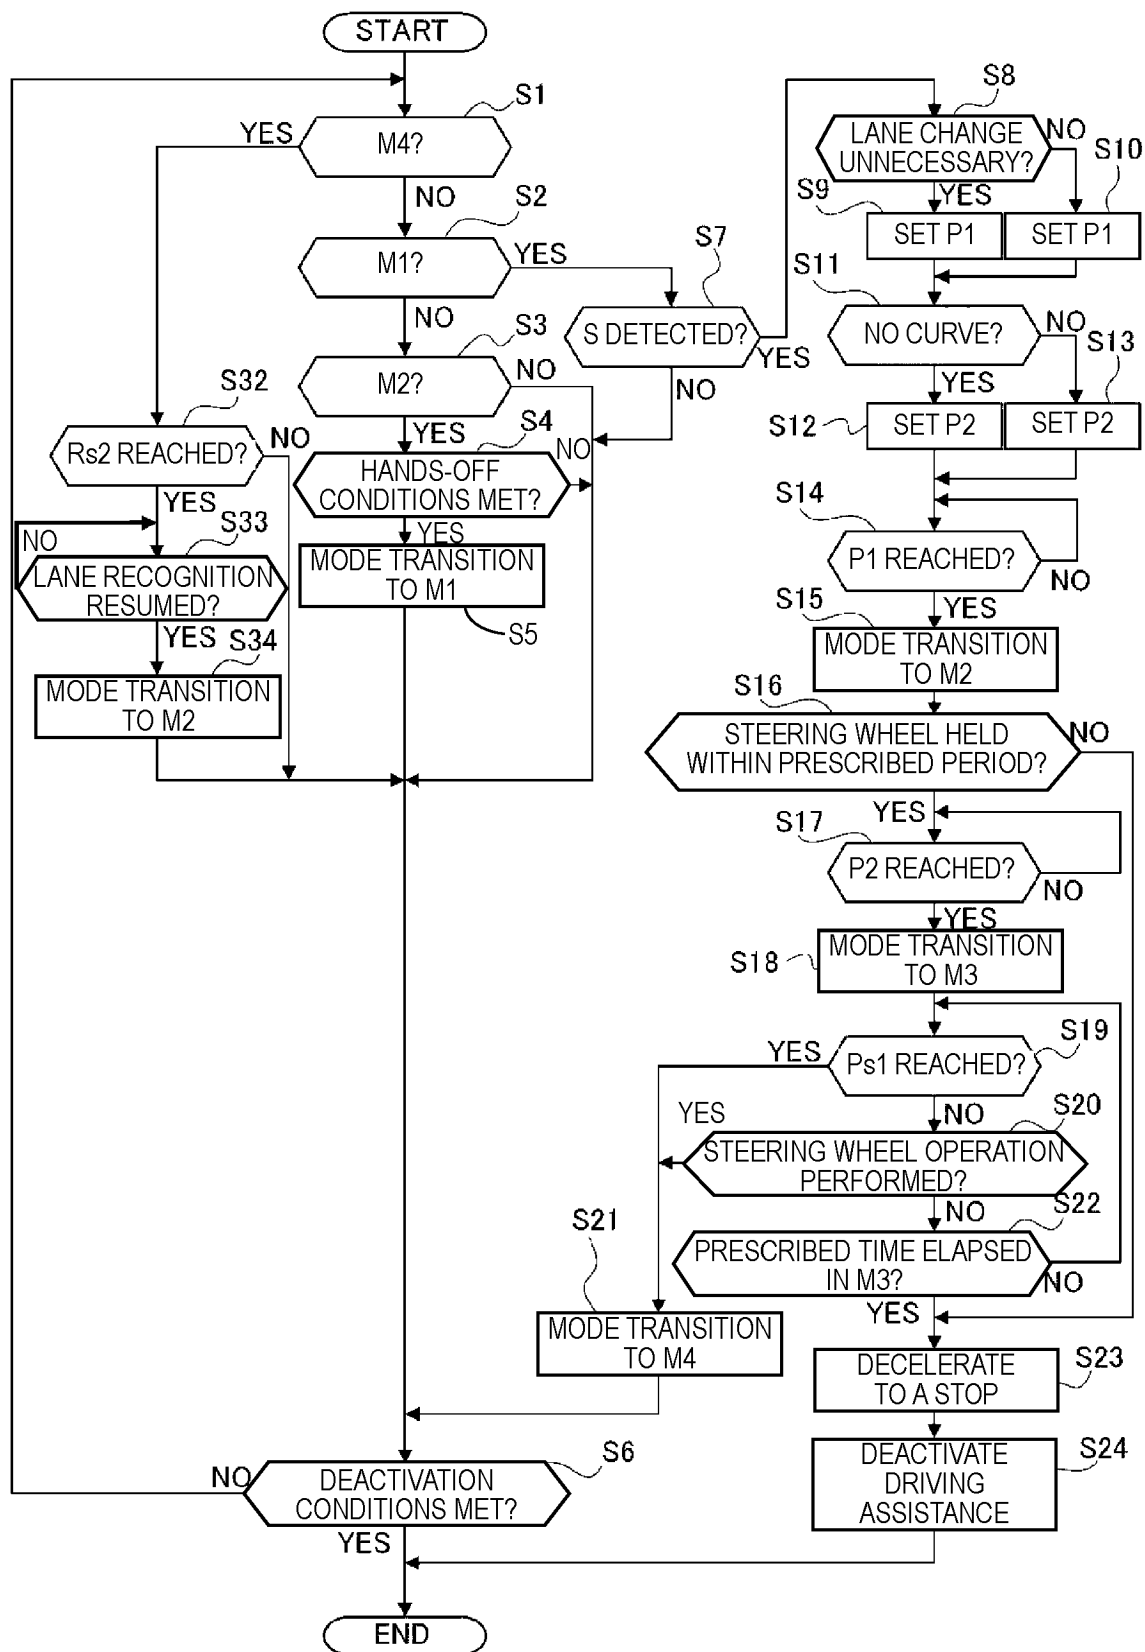 START
S1
YES
M4?
NO
S2
M1?
YES
NO
S3
M2?
NO
YES
S4
HANDS-OFF
CONDITIONS MET?
NO
YES
MODE TRANSITION
TO M1
S5
S32
Rs2 REACHED?
NO
YES
S33
NO
LANE RECOGNITION
RESUMED?
YES
S34
MODE TRANSITION
TO M2
S7
S DETECTED?
YES
NO
S8
LANE CHANGE
UNNECESSARY?
NO
YES
S9
S10
SET P1
SET P1
S11
NO CURVE?
NO
YES
S13
S12
SET P2
SET P2
S14
P1 REACHED?
NO
YES
S15
MODE TRANSITION
TO M2
S16
STEERING WHEEL HELD
WITHIN PRESCRIBED PERIOD?
NO
YES
S17
P2 REACHED?
NO
YES
S18
MODE TRANSITION
TO M3
S19
YES
Ps1 REACHED?
NO
S20
YES
STEERING WHEEL OPERATION
PERFORMED?
NO
S22
PRESCRIBED TIME ELAPSED
IN M3?
NO
YES
S21
MODE TRANSITION
TO M4
S23
DECELERATE
TO A STOP
S24
DEACTIVATE
DRIVING
ASSISTANCE
S6
NO
DEACTIVATION
CONDITIONS MET?
YES
END